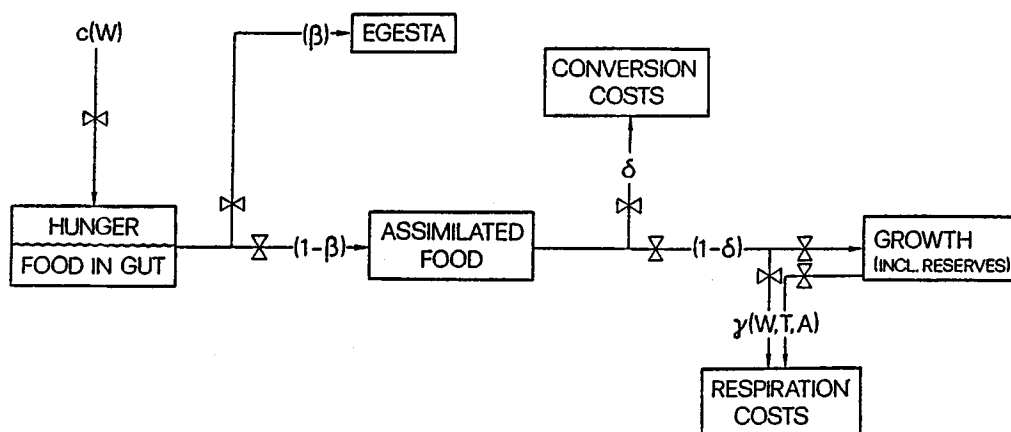 c(W)
(β)
EGESTA
CONVERSION
COSTS
δ
HUNGER
FOOD IN GUT
(1-β)
ASSIMILATED
FOOD
(1-δ)
GROWTH
(INCL. RESERVES)
γ(W,T,A)
RESPIRATION
COSTS